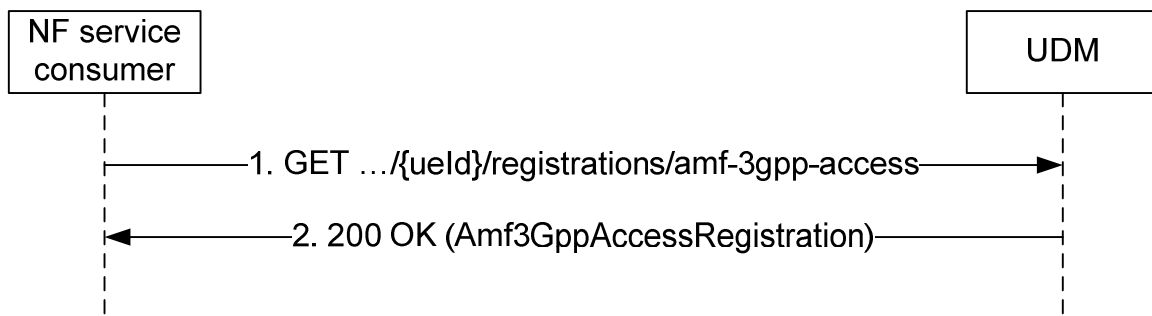 NF service
consumer
UDM
1. GET …/{ueId}/registrations/amf-3gpp-access
2. 200 OK (Amf3GppAccessRegistration)